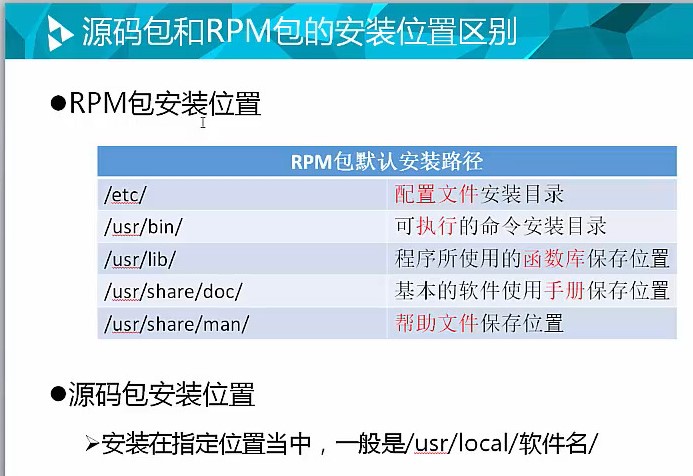 源码包和RPM包的安装位置区别
●RPM包安装位置
RPM包默认安装路径
/etc/ 配置文件安装目录
/usr/bin/ 可执行的命令安装目录
/usr/lib/ 程序所使用的函数库保存位置
/usr/share/doc/ 基本的软件使用手册保存位置
/usr/share/man/ 帮助文件保存位置
●源码包安装位置
➢安装在指定位置当中，一般是/usr/local/软件名/